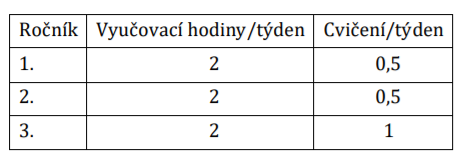 Ročník Vyučovací hodiny/týden Cvičení/týden
1. 2 0,5
2. 2 0,5
3. 2 1